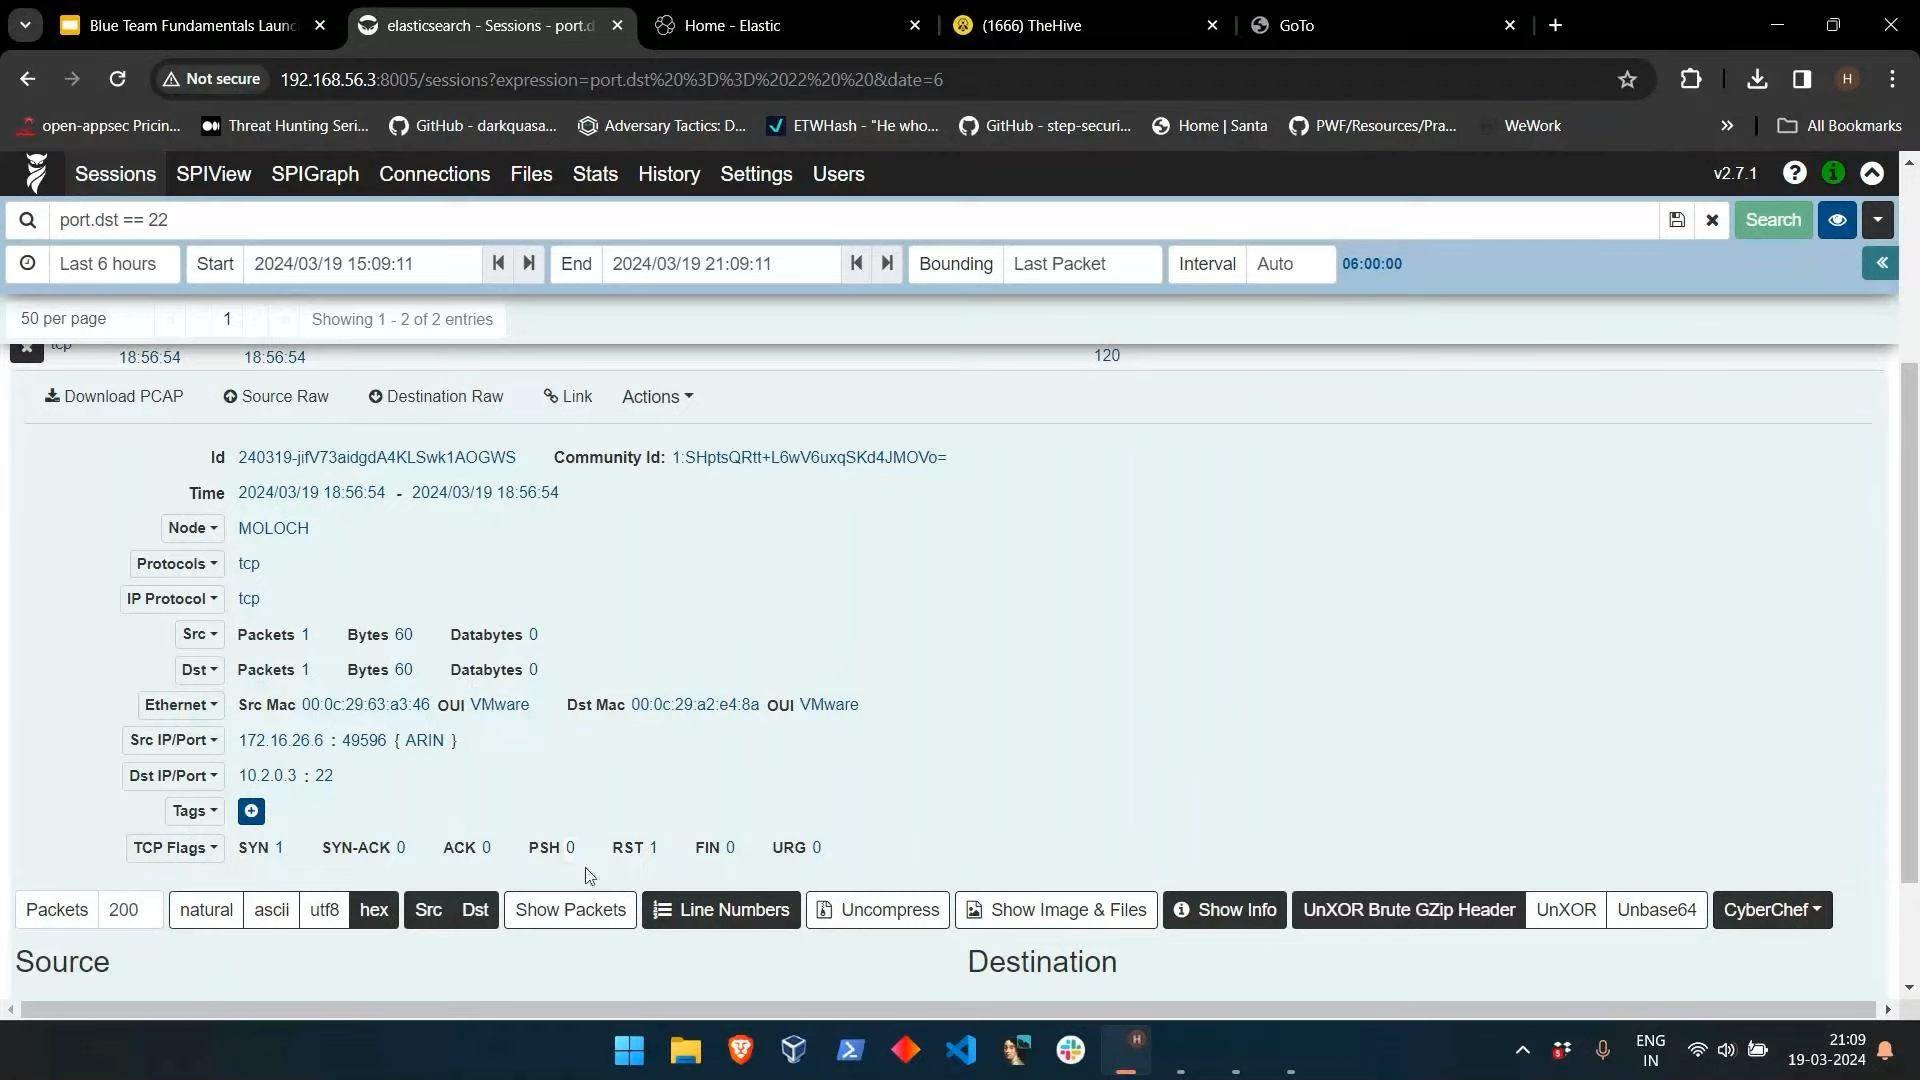 Blue Team Fundamentals Launc
elasticsearch - Sessions - port.d
Home - Elastic
(1666) TheHive
GoTo
Not secure
192.168.56.3:8005/sessions?expression=port.dst%20%3D%3D%2022%20%20&date=6
H
open-appsec Pricin...
Threat Hunting Seri...
GitHub - darkquasa...
Adversary Tactics: D...
ETWHash - "He who...
GitHub - step-securi...
Home | Santa
PWF/Resources/Pra...
WeWork
All Bookmarks
Sessions
SPIView
SPIGraph
Connections
Files
Stats
History
Settings
Users
v2.7.1
port.dst == 22
Search
Last 6 hours
Start
2024/03/19 15:09:11
End
2024/03/19 21:09:11
Bounding
Last Packet
Interval
Auto
06:00:00
50 per page
1
Showing 1 - 2 of 2 entries
tcp
18:56:54
18:56:54
120
Download PCAP
Source Raw
Destination Raw
Link
Actions
Id 240319-jifV73aidgdA4KLSwk1AOGWS Community Id: 1:SHptsQRtt+L6wV6uxqSKd4JMOVo=
Time 2024/03/19 18:56:54 - 2024/03/19 18:56:54
Node MOLOCH
Protocols tcp
IP Protocol tcp
Src Packets 1 Bytes 60 Databytes 0
Dst Packets 1 Bytes 60 Databytes 0
Ethernet Src Mac 00:0c:29:63:a3:46 OUI VMware Dst Mac 00:0c:29:a2:e4:8a OUI VMware
Src IP/Port 172.16.26.6 : 49596 { ARIN }
Dst IP/Port 10.2.0.3 : 22
Tags
TCP Flags SYN 1 SYN-ACK 0 ACK 0 PSH 0 RST 1 FIN 0 URG 0
Packets 200
natural
ascii
utf8
hex
Src
Dst
Show Packets
Line Numbers
Uncompress
Show Image & Files
Show Info
UnXOR Brute GZip Header
UnXOR
Unbase64
CyberChef
Source
Destination
H
ENG
IN
21:09
19-03-2024